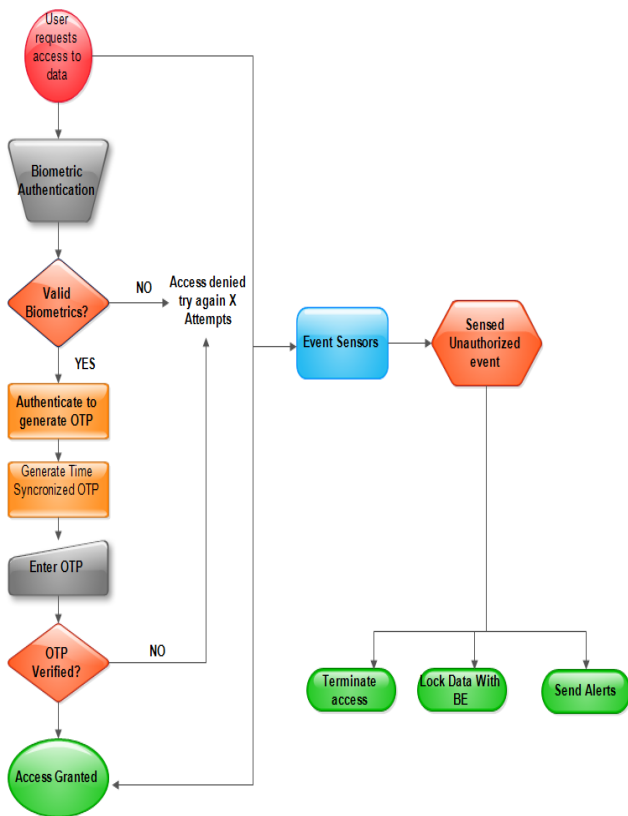 User
requests
access to
data
Biometric
Authentication
Valid
Biometrics?
NO
Access denied
try again X
Attempts
YES
Authenticate to
generate OTP
Generate Time
Syncronized OTP
Enter OTP
OTP
Verified?
NO
Access Granted
Event Sensors
Sensed
Unauthorized
event
Terminate
access
Lock Data With
BE
Send Alerts